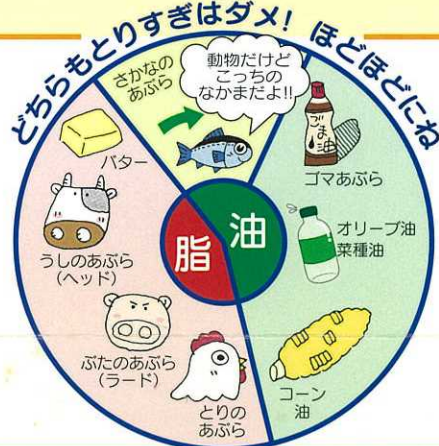 どちらもとりすぎはダメ! ほどほどにね
さかなの
あぶら
動物だけど
こっちの
なかまだよ!!
ごま
油
ゴマあぶら
バター
オリーブ油
菜種油
うしのあぶら
(ヘッド)
脂
油
ぶたのあぶら
(ラード)
とりの
あぶら
コーン
油